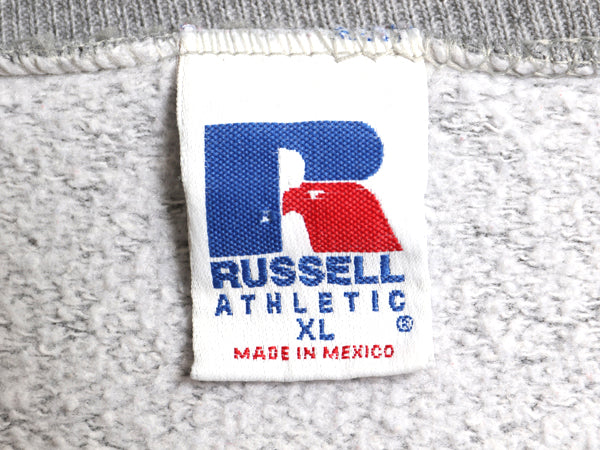 R
RUSSELL
ATHLETIC
XL ®
MADE IN MEXICO